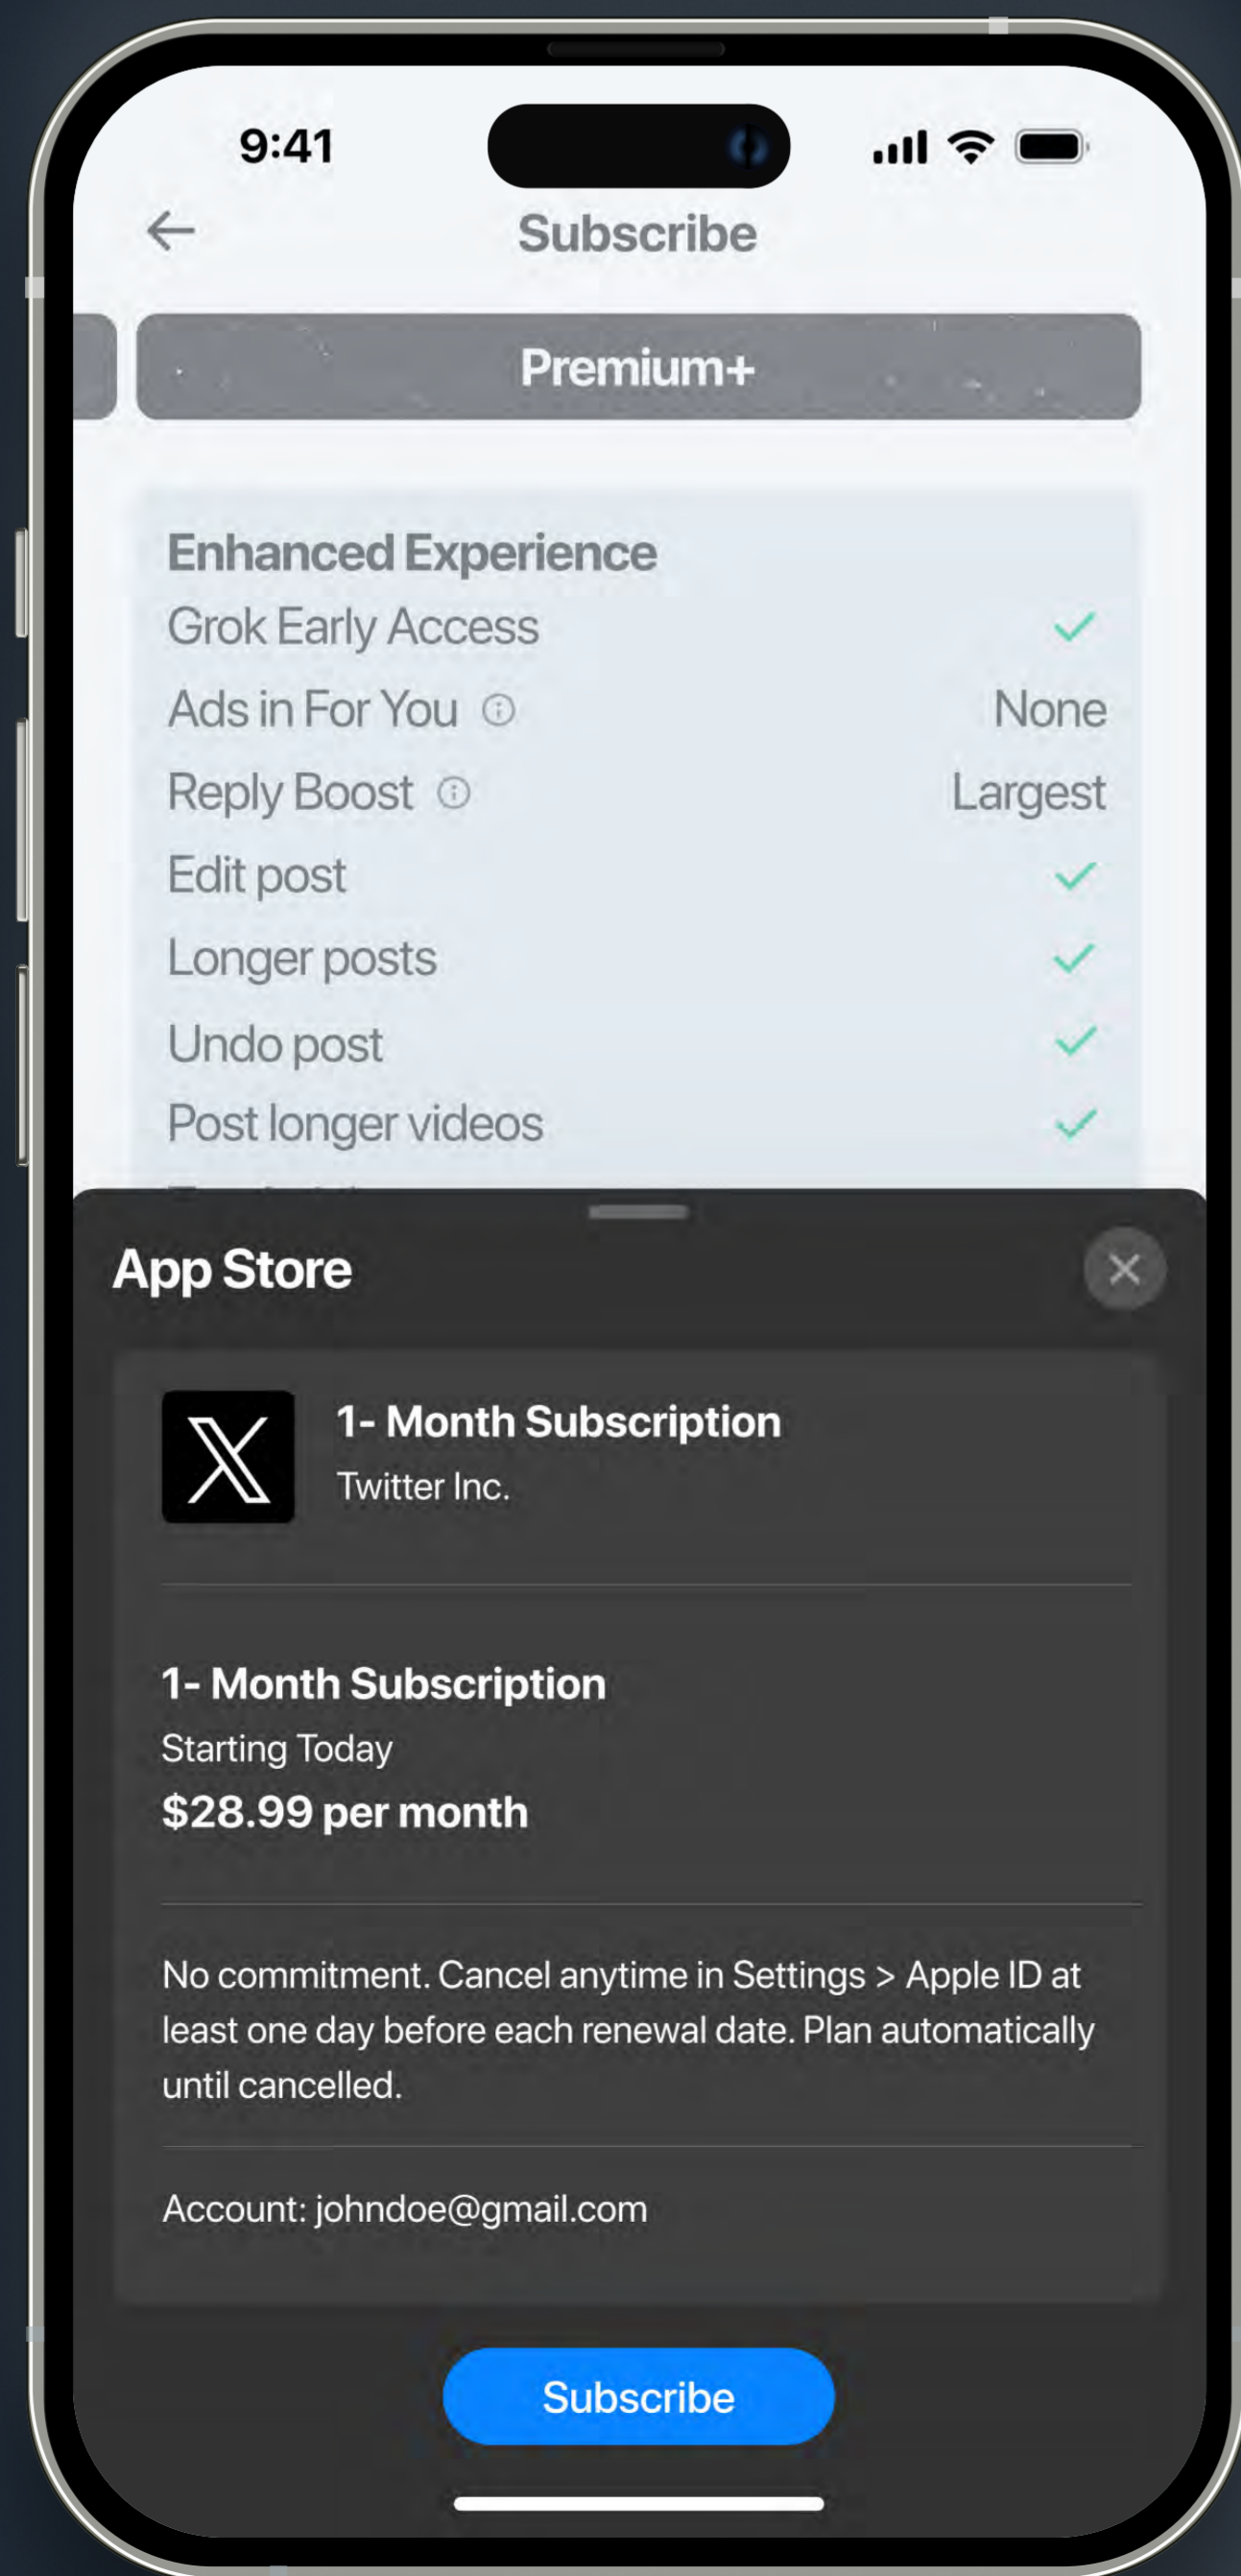 9:41
Subscribe
Premium+
Enhanced Experience
Grok Early Access
Ads in For You None
Reply Boost Largest
Edit post
Longer posts
Undo post
Post longer videos
App Store
1- Month Subscription
Twitter Inc.
1- Month Subscription
Starting Today
$28.99 per month
No commitment. Cancel anytime in Settings > Apple ID at
least one day before each renewal date. Plan automatically
until cancelled.
Account: johndoe@gmail.com
Subscribe